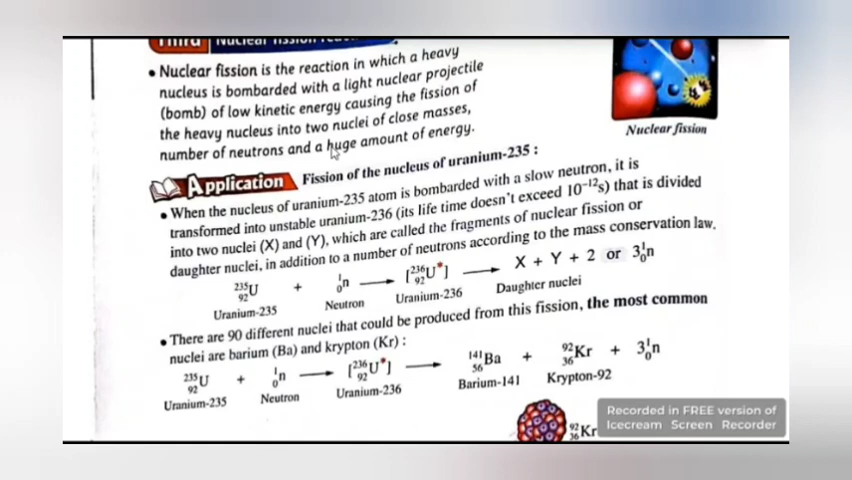 Third Nuclear fission
• Nuclear fission is the reaction in which a heavy
nucleus is bombarded with a light nuclear projectile
(bomb) of low kinetic energy causing the fission of
the heavy nucleus into two nuclei of close masses,
number of neutrons and a huge amount of energy.
Nuclear fission
Application Fission of the nucleus of uranium-235 :
• When the nucleus of uranium-235 atom is bombarded with a slow neutron, it is
transformed into unstable uranium-236 (its life time doesn't exceed 10⁻¹²s) that is divided
into two nuclei (X) and (Y), which are called the fragments of nuclear fission or
daughter nuclei, in addition to a number of neutrons according to the mass conservation law.
²³⁵₉₂U + ¹₀n ⟶ [²³⁶₉₂U*] ⟶ X + Y + 2 or 3¹₀n
Uranium-235 Neutron Uranium-236 Daughter nuclei
• There are 90 different nuclei that could be produced from this fission, the most common
nuclei are barium (Ba) and krypton (Kr) :
²³⁵₉₂U + ¹₀n ⟶ [²³⁶₉₂U*] ⟶ ¹⁴¹₅₆Ba + ⁹²₃₆Kr + 3¹₀n
Uranium-235 Neutron Uranium-236 Barium-141 Krypton-92
⁹²₃₆Kr
Recorded in FREE version of
Icecream Screen Recorder